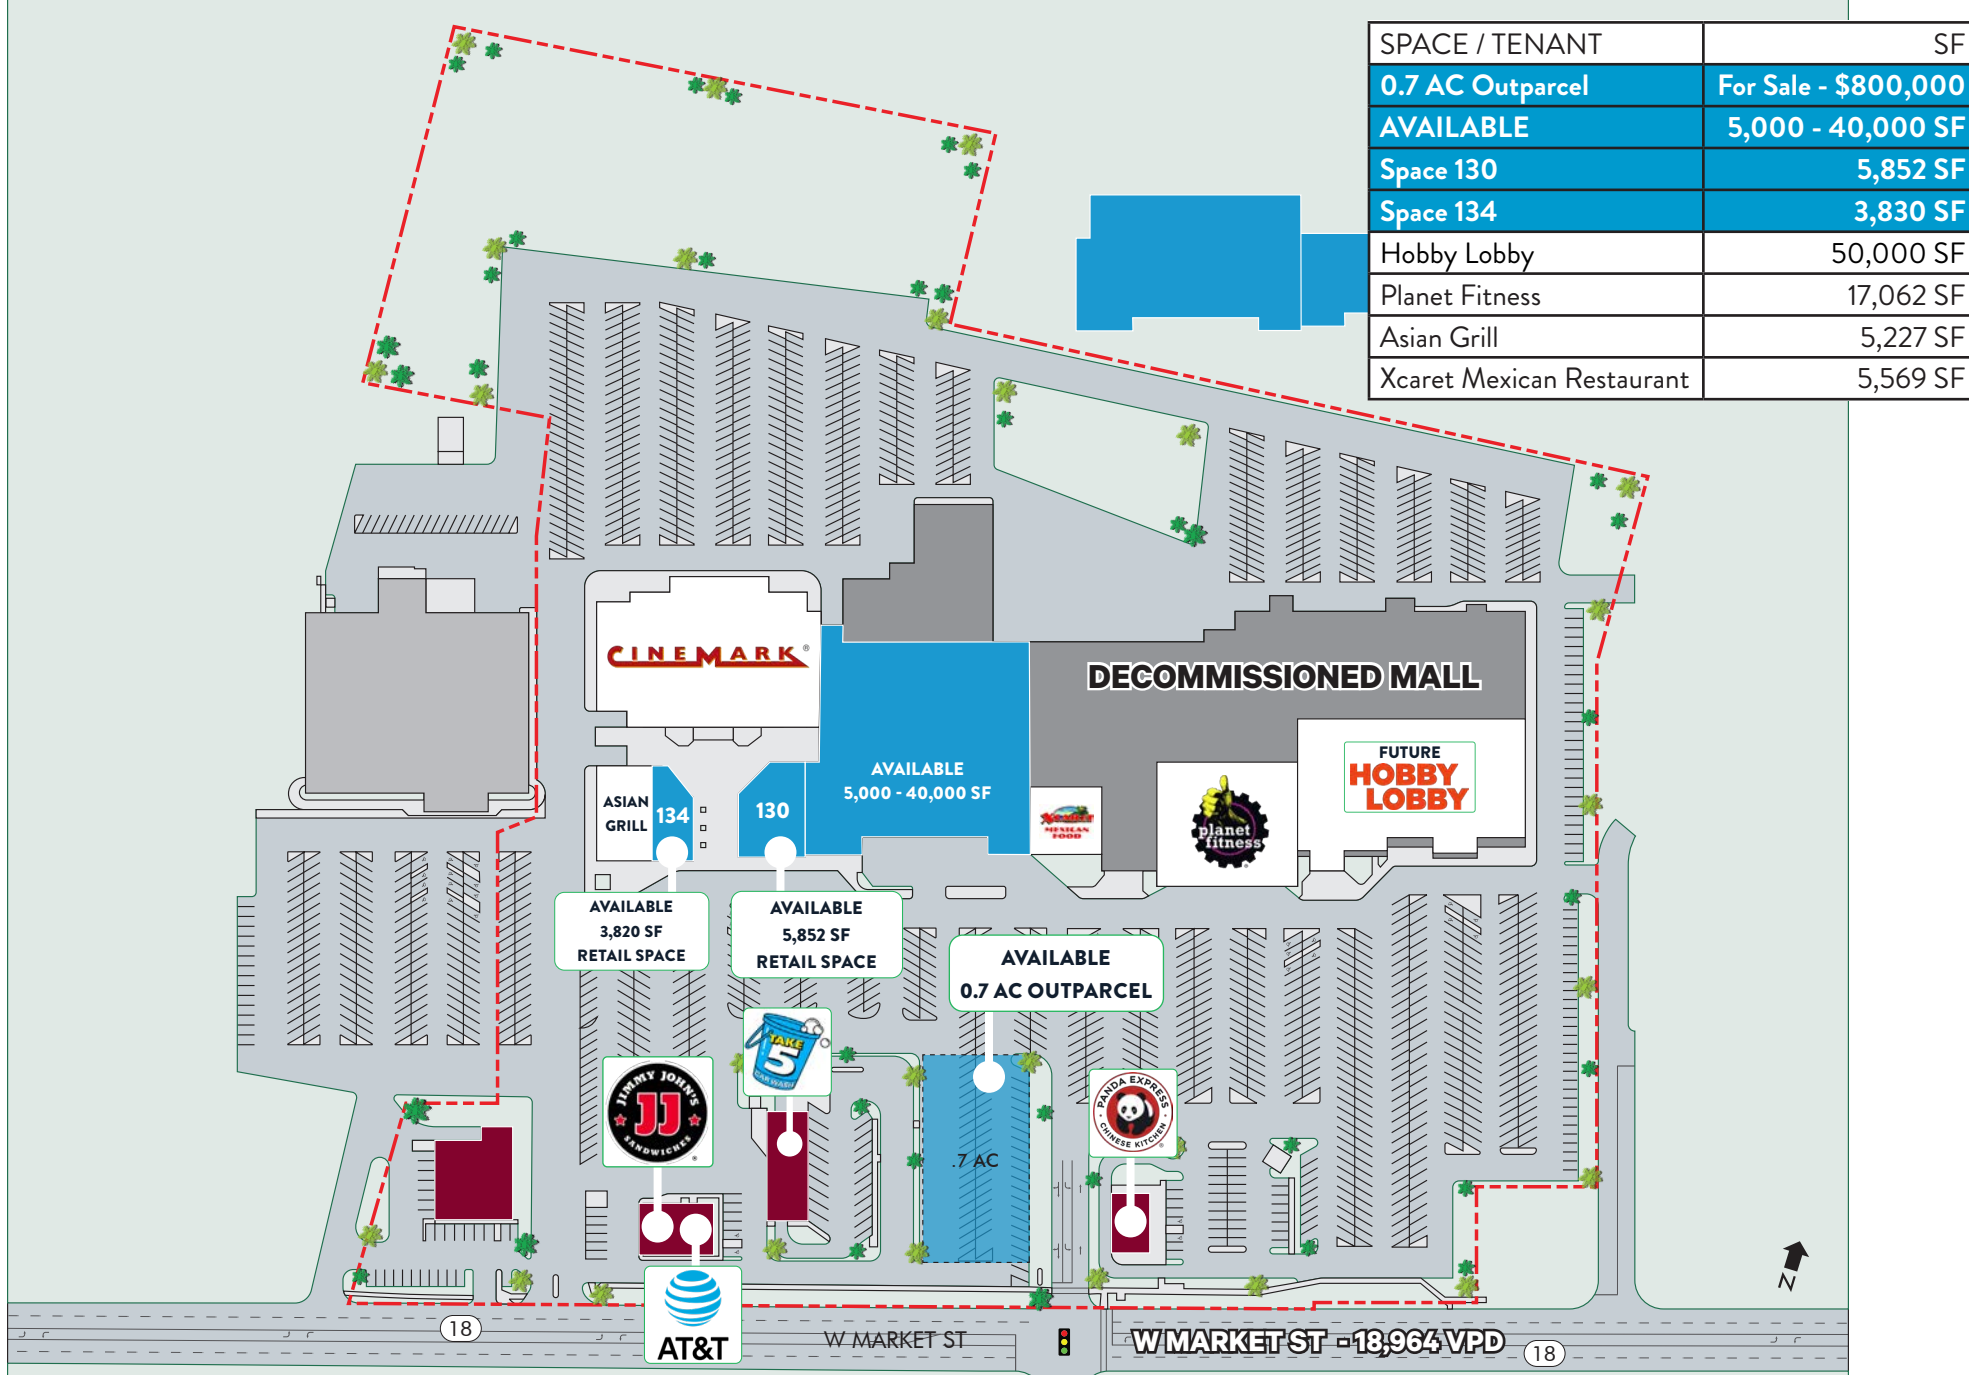 SPACE / TENANT SF
0.7 AC Outparcel For Sale - $800,000
AVAILABLE 5,000 - 40,000 SF
Space 130 5,852 SF
Space 134 3,830 SF
Hobby Lobby 50,000 SF
Planet Fitness 17,062 SF
Asian Grill 5,227 SF
Xcaret Mexican Restaurant 5,569 SF
CINEMARK
DECOMMISSIONED MALL
FUTURE
HOBBY
LOBBY
AVAILABLE
5,000 - 40,000 SF
ASIAN
GRILL
134
130
XCARET
MEXICAN
FOOD
planet
fitness
AVAILABLE
3,820 SF
RETAIL SPACE
AVAILABLE
5,852 SF
RETAIL SPACE
AVAILABLE
0.7 AC OUTPARCEL
TAKE
5
CAR WASH
JIMMY JOHN'S
JJ
SANDWICHES
PANDA EXPRESS
CHINESE KITCHEN
.7 AC
AT&T
N
18
W MARKET ST
W MARKET ST - 18,964 VPD
18